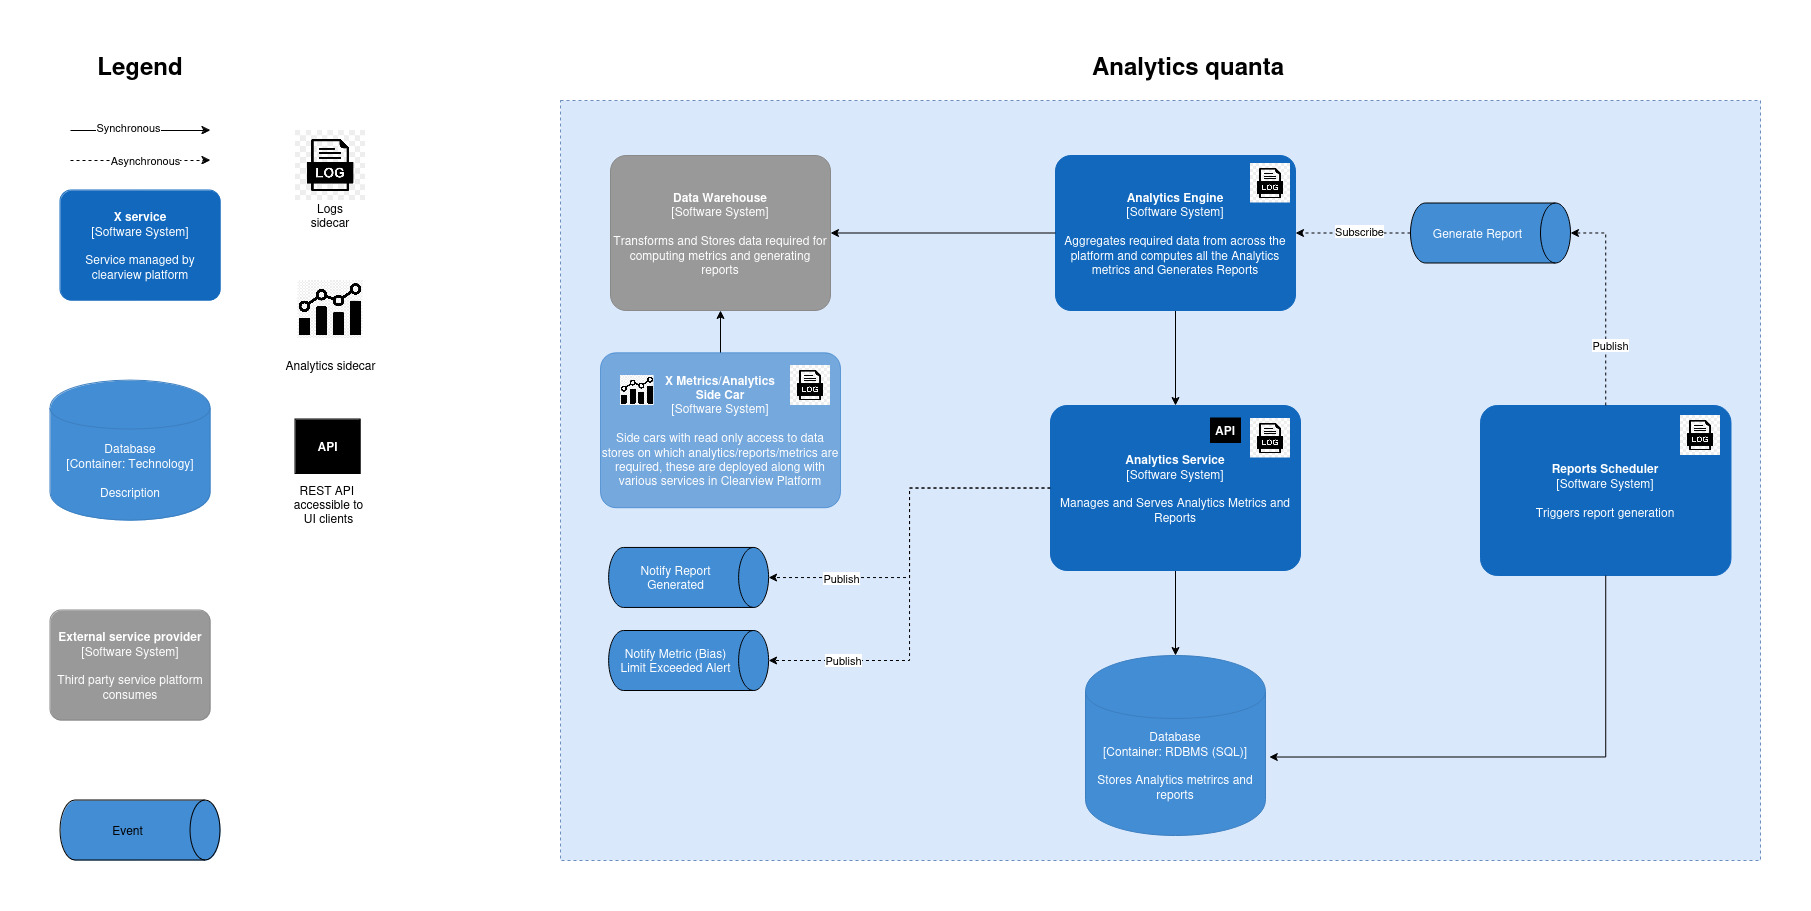 Legend
Analytics quanta
Synchronous
Asynchronous
X service
[Software System]
Service managed by
clearview platform
LOG
Logs
sidecar
Analytics sidecar
Database
[Container: Technology]
Description
API
REST API
accessible to
UI clients
External service provider
[Software System]
Third party service platform
consumes
Event
Data Warehouse
[Software System]
Transforms and Stores data required for
computing metrics and generating
reports
LOG
Analytics Engine
[Software System]
Aggregates required data from across the
platform and computes all the Analytics
metrics and Generates Reports
Subscribe
Generate Report
Publish
X Metrics/Analytics
Side Car
[Software System]
LOG
Side cars with read only access to data
stores on which analytics/reports/metrics are
required, these are deployed along with
various services in Clearview Platform
API
LOG
Analytics Service
[Software System]
Manages and Serves Analytics Metrics and
Reports
LOG
Reports Scheduler
[Software System]
Triggers report generation
Notify Report
Generated
Publish
Notify Metric (Bias)
Limit Exceeded Alert
Publish
Database
[Container: RDBMS (SQL)]
Stores Analytics metrircs and
reports